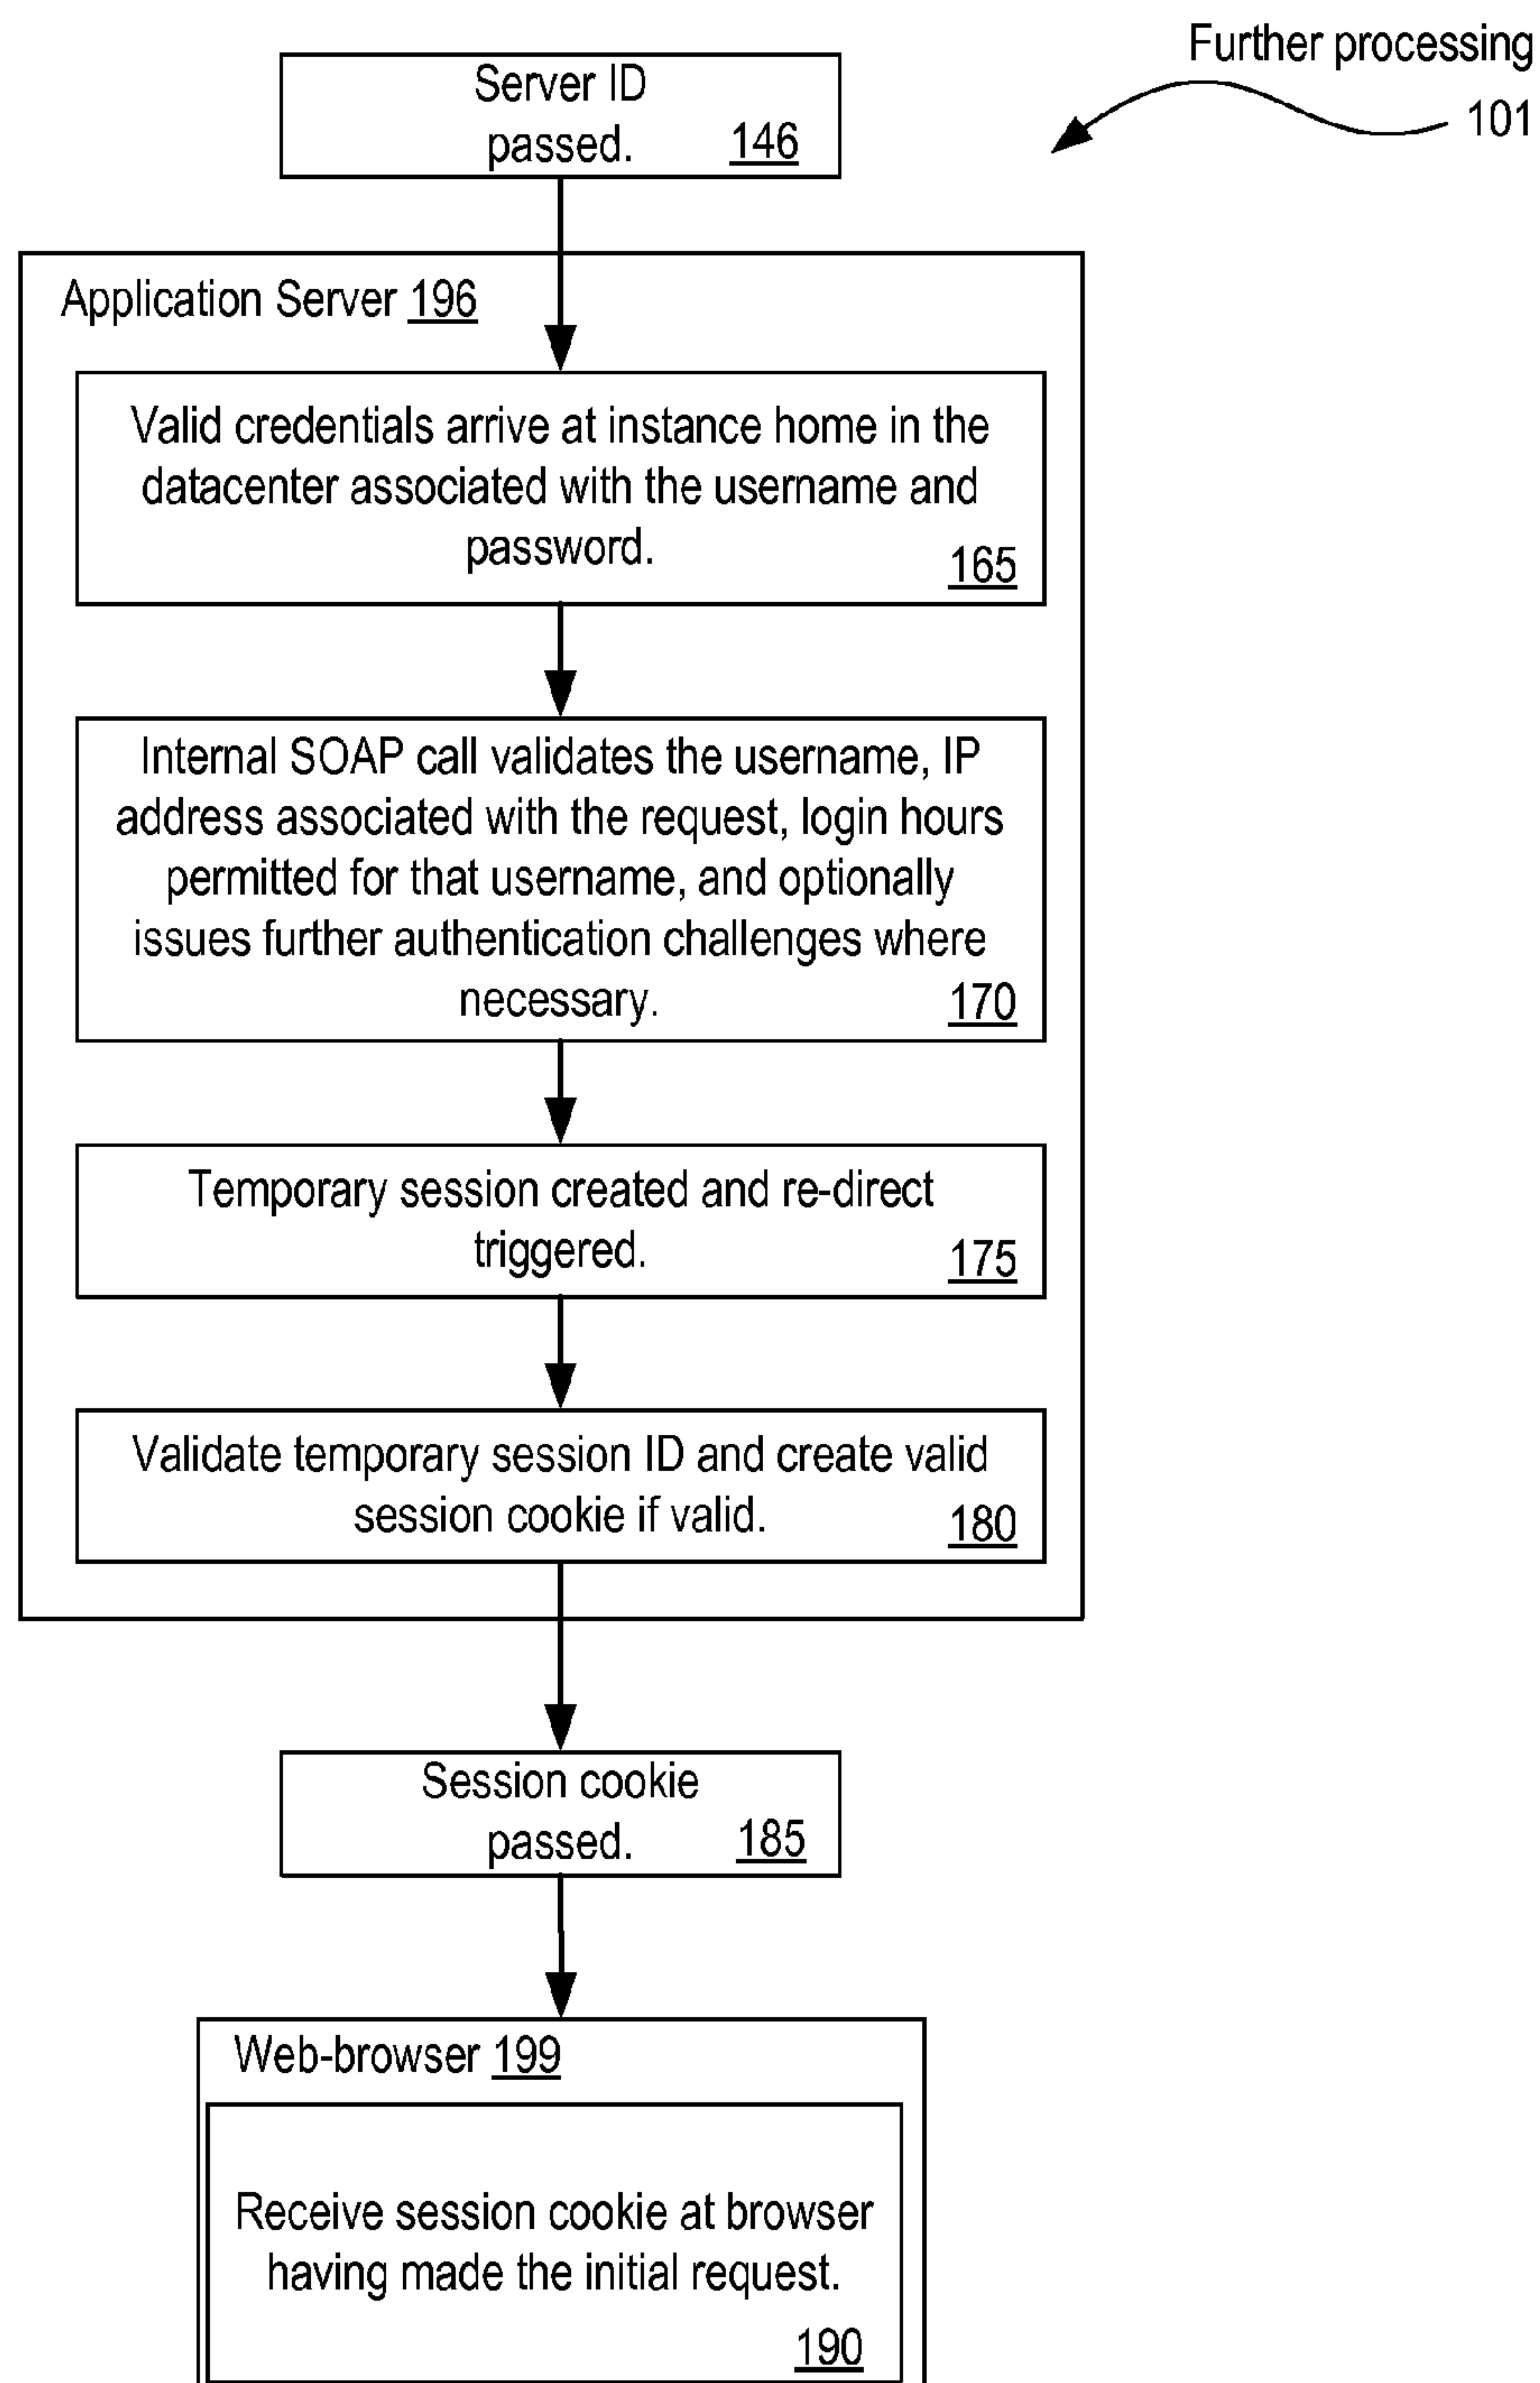 Further processing
101
Server ID
passed. 146
Application Server 196
Valid credentials arrive at instance home in the
datacenter associated with the username and
password. 165
Internal SOAP call validates the username, IP
address associated with the request, login hours
permitted for that username, and optionally
issues further authentication challenges where
necessary. 170
Temporary session created and re-direct
triggered. 175
Validate temporary session ID and create valid
session cookie if valid. 180
Session cookie
passed. 185
Web-browser 199
Receive session cookie at browser
having made the initial request.
190